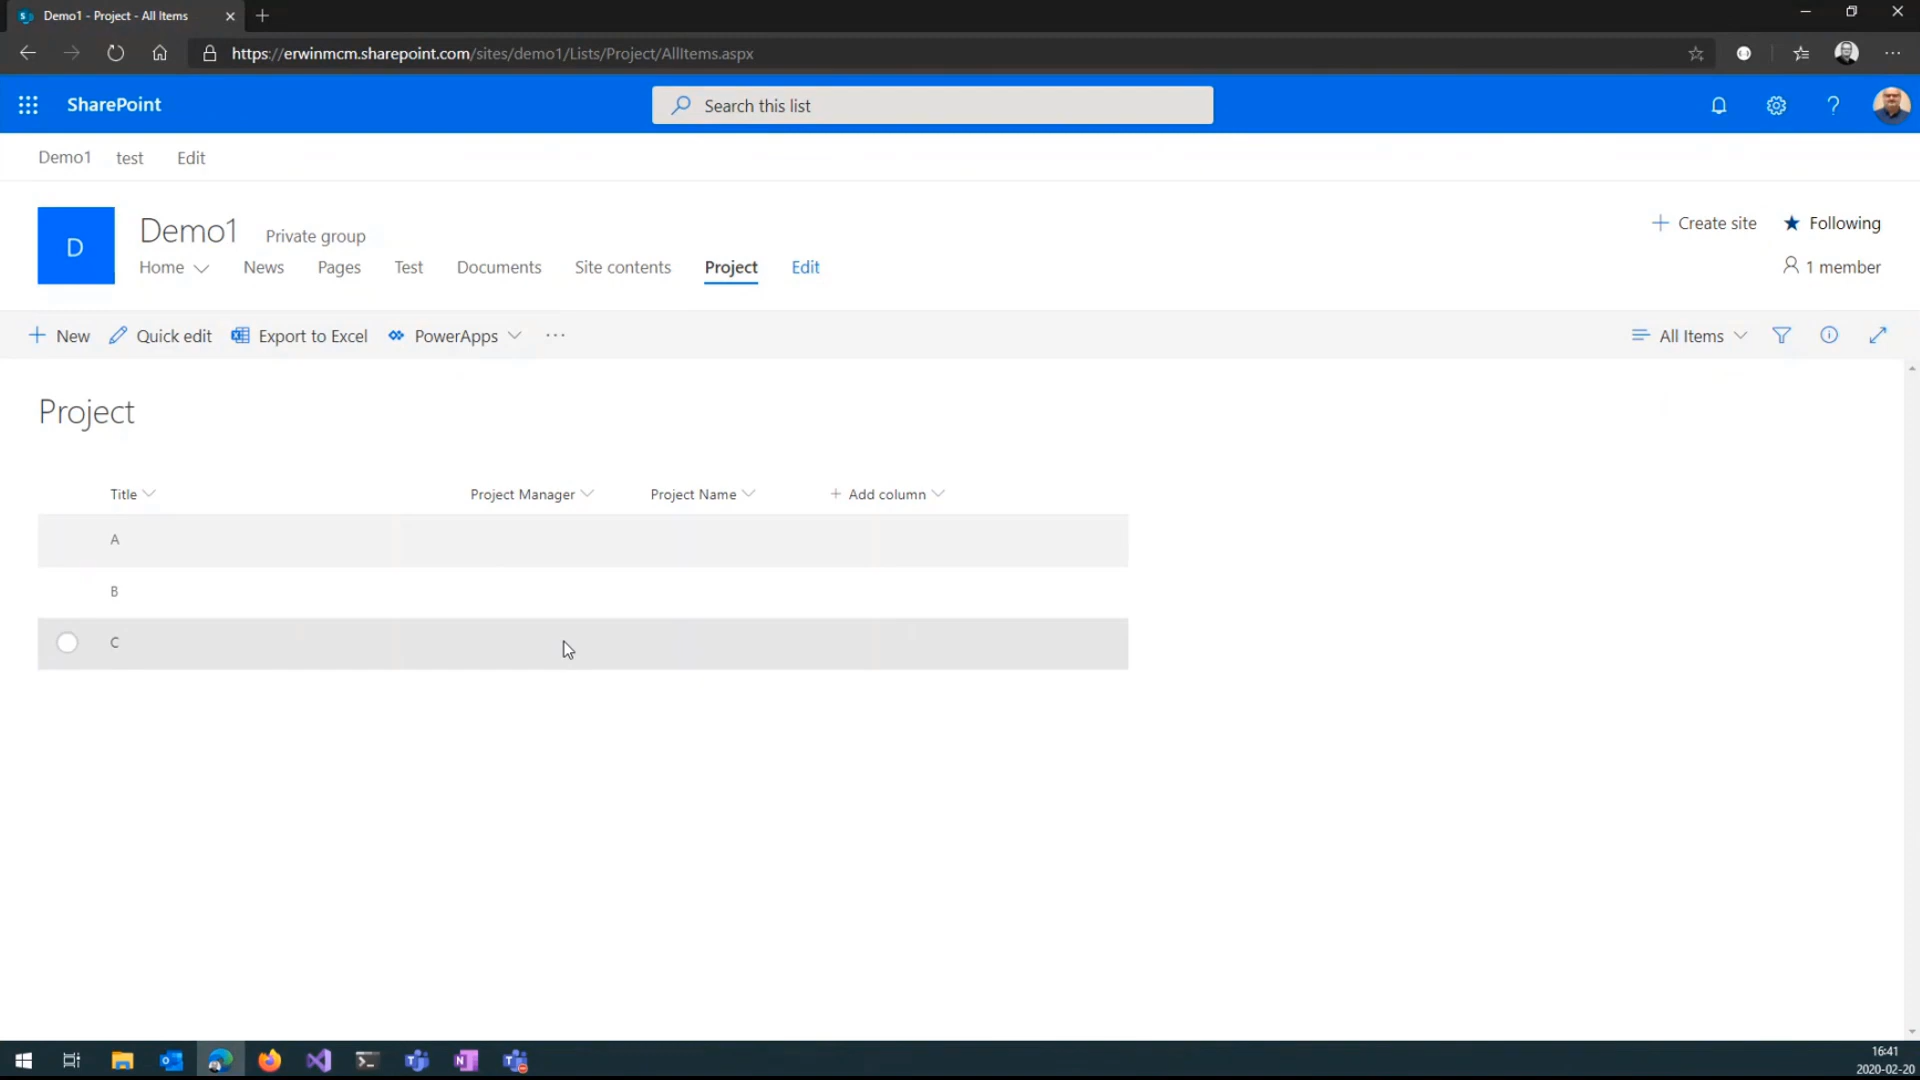 Demo1 - Project - All Items
https://erwinmcm.sharepoint.com/sites/demo1/Lists/Project/AllItems.aspx
SharePoint
Search this list
?
Demo1 test Edit
D
Demo1 Private group
+ Create site ★ Following
Home News Pages Test Documents Site contents Project Edit
1 member
+ New Quick edit Export to Excel PowerApps ...
All Items
Project
Title Project Manager Project Name + Add column
A
B
C
16:41
2020-02-20